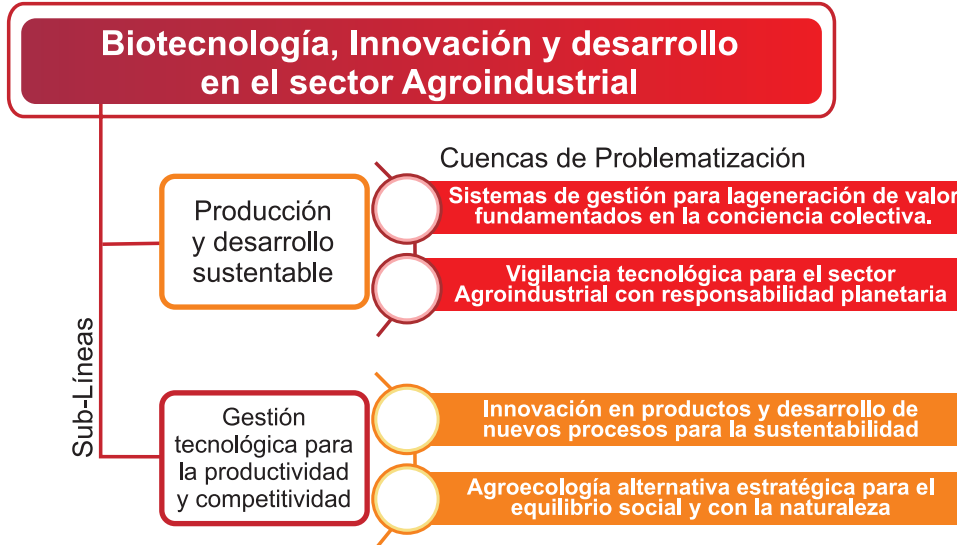 Biotecnología, Innovación y desarrollo
en el sector Agroindustrial
Cuencas de Problematización
Sub-Líneas
Producción
y desarrollo
sustentable
Sistemas de gestión para lageneración de valor
fundamentados en la conciencia colectiva.
Vigilancia tecnológica para el sector
Agroindustrial con responsabilidad planetaria
Gestión
tecnológica para
la productividad
y competitividad
Innovación en productos y desarrollo de
nuevos procesos para la sustentabilidad
Agroecología alternativa estratégica para el
equilibrio social y con la naturaleza